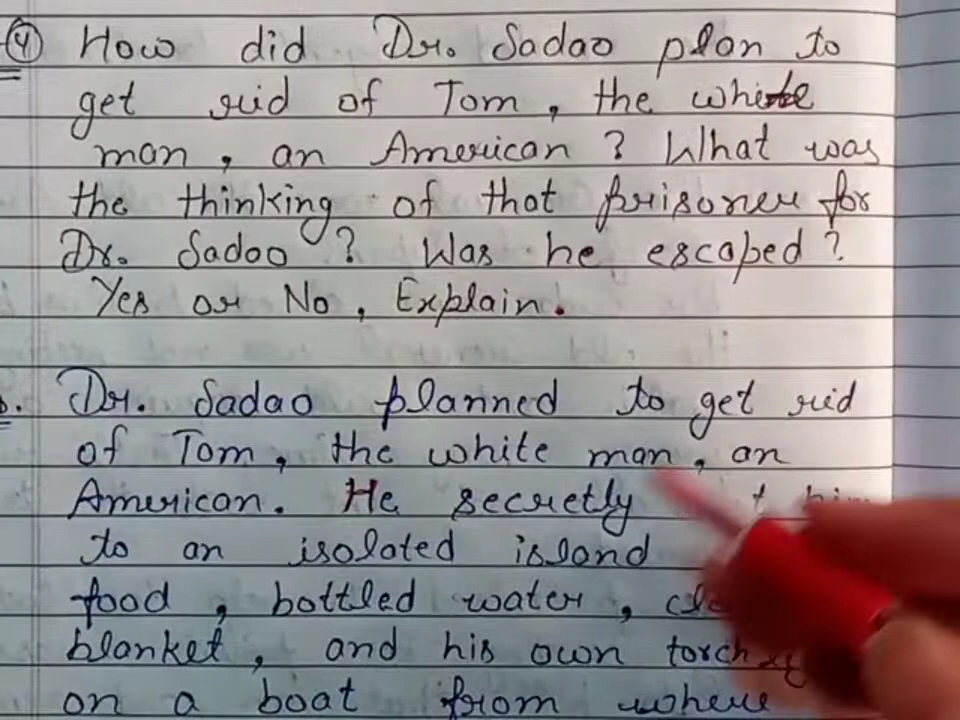 ④ How did Dr. Sadao plan to
get rid of Tom, the white
man, an American? What was
the thinking of that prisoner for
Dr. Sadao? Was he escaped?
Yes or No, Explain.
Dr. Sadao planned to get rid
of Tom, the white man, an
American. He secretly
to an isolated island
food, bottled water,
blanket, and his own torch
on a boat from where